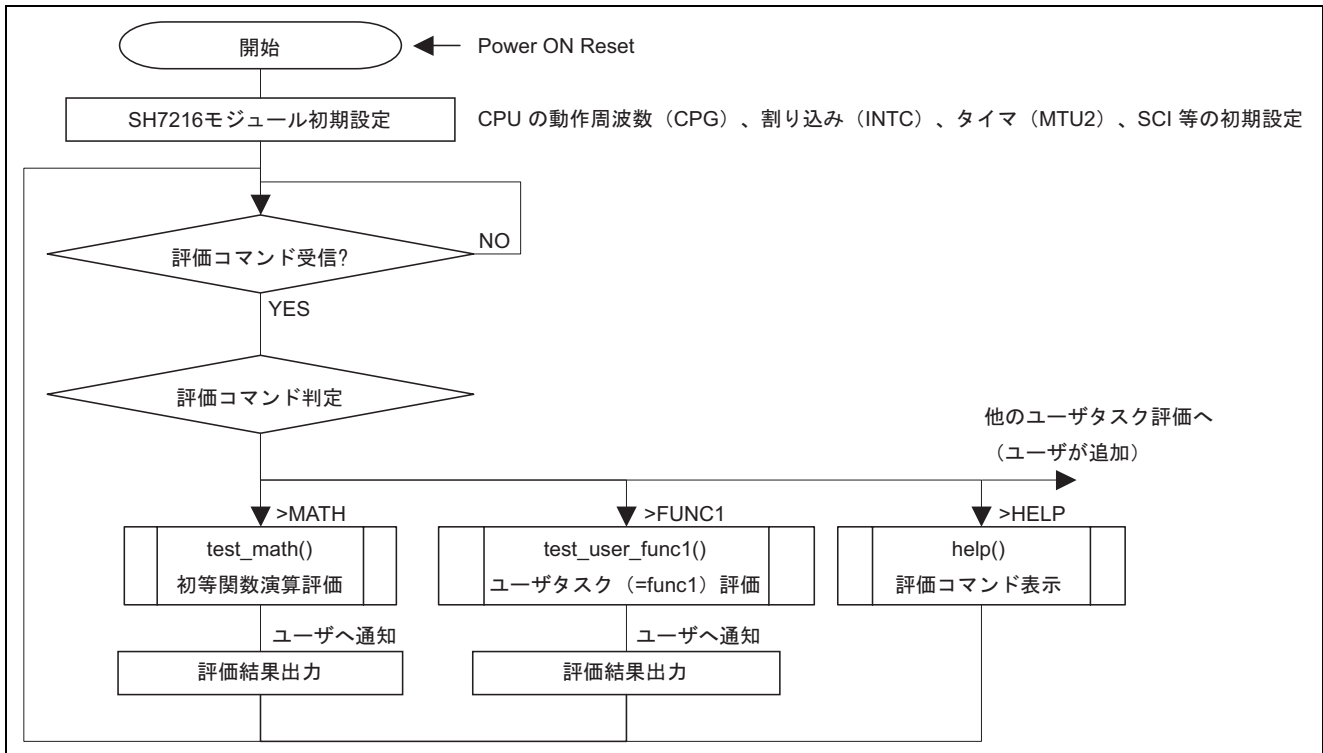 開始
Power ON Reset
SH7216モジュール初期設定
CPU の動作周波数（CPG）、割り込み（INTC）、タイマ（MTU2）、SCI 等の初期設定
評価コマンド受信?
NO
YES
評価コマンド判定
他のユーザタスク評価へ
（ユーザが追加）
>MATH
>FUNC1
>HELP
test_math()
初等関数演算評価
test_user_func1()
ユーザタスク（=func1）評価
help()
評価コマンド表示
ユーザへ通知
ユーザへ通知
評価結果出力
評価結果出力